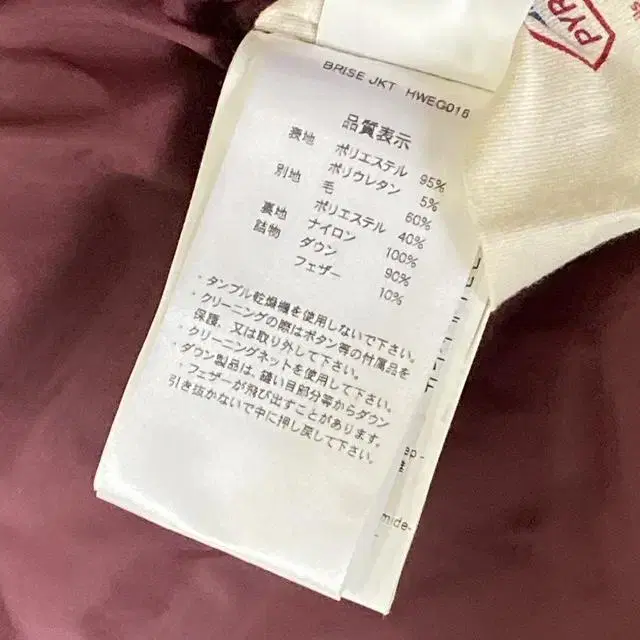 BRISE JKT HWEG016
品質表示
表地 ポリエステル 95%
ポリウレタン 5%
別地 毛 60%
ポリエステル 40%
裏地 ナイロン 100%
詰物 ダウン 90%
フェザー 10%
・タンブル乾燥機を使用しないで下さい。
・クリーニングの際はボタン等の付属品を
保護、又は取り外して下さい。
・クリーニングネットを使用して下さい。
・ダウン製品は、縫い目部分等からダウン
・フェザーが飛び出すことがあります。
引き抜かないで中に押し戻して下さい。
PYR
mide-